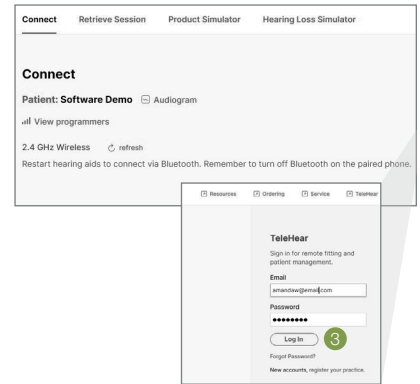 Connect Retrieve Session Product Simulator Hearing Loss Simulator
Connect
Patient: Software Demo Audiogram
View programmers
2.4 GHz Wireless refresh
Restart hearing aids to connect via Bluetooth. Remember to turn off Bluetooth on the paired phone.
Resources Ordering Service TeleHear
TeleHear
Sign in for remote fitting and
patient management.
Email
amandaw@email.com
Password
Log In 3
Forgot Password?
New accounts, register your practice.